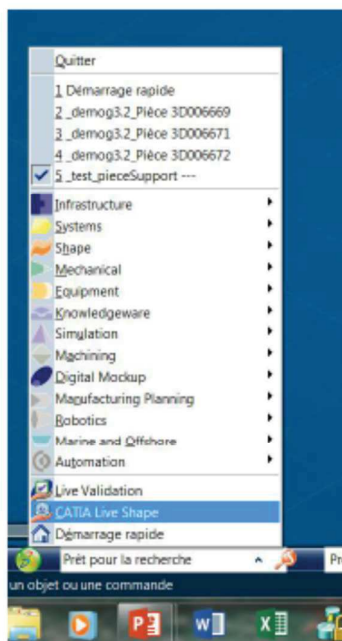 Quitter
1 Démarrage rapide
2 _demog3.2_Pièce 3D006669
3 _demog3.2_Pièce 3D006671
4 _demog3.2_Pièce 3D006672
5 _test_pieceSupport ---
Infrastructure
Systems
Shape
Mechanical
Equipment
Knowledgeware
Simulation
Machining
Digital Mockup
Manufacturing Planning
Robotics
Marine and Offshore
Automation
Live Validation
CATIA Live Shape
Démarrage rapide
Prêt pour la recherche
un objet ou une commande